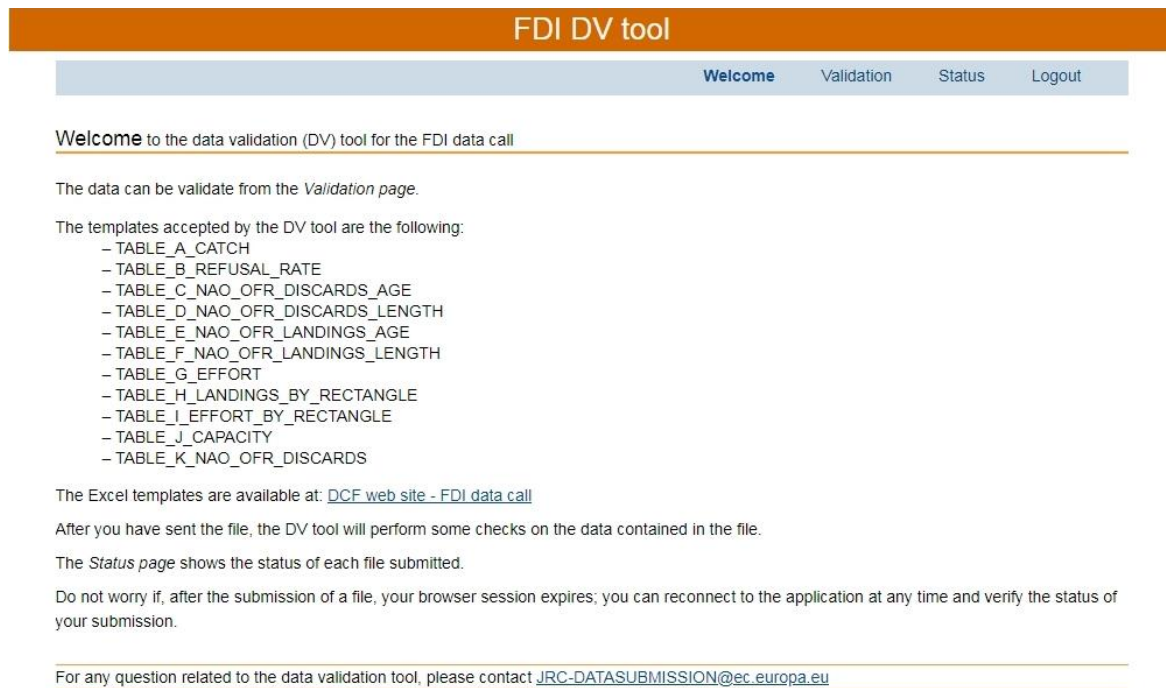 FDI DV tool
Welcome Validation Status Logout
Welcome to the data validation (DV) tool for the FDI data call
The data can be validate from the Validation page.
The templates accepted by the DV tool are the following:
– TABLE_A_CATCH
– TABLE_B_REFUSAL_RATE
– TABLE_C_NAO_OFR_DISCARDS_AGE
– TABLE_D_NAO_OFR_DISCARDS_LENGTH
– TABLE_E_NAO_OFR_LANDINGS_AGE
– TABLE_F_NAO_OFR_LANDINGS_LENGTH
– TABLE_G_EFFORT
– TABLE_H_LANDINGS_BY_RECTANGLE
– TABLE_I_EFFORT_BY_RECTANGLE
– TABLE_J_CAPACITY
– TABLE_K_NAO_OFR_DISCARDS
The Excel templates are available at: DCF web site - FDI data call
After you have sent the file, the DV tool will perform some checks on the data contained in the file.
The Status page shows the status of each file submitted.
Do not worry if, after the submission of a file, your browser session expires; you can reconnect to the application at any time and verify the status of
your submission.
For any question related to the data validation tool, please contact JRC-DATASUBMISSION@ec.europa.eu